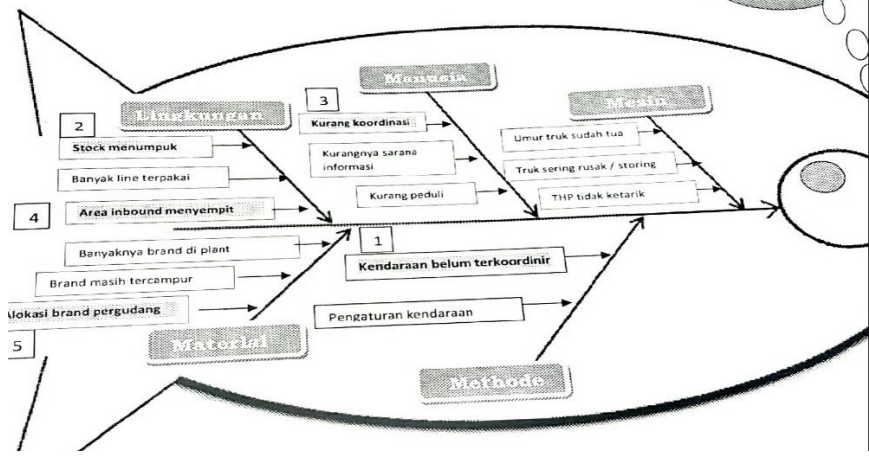 Manusia
3
Lingkungan
Mesin
2
Kurang koordinasi
Umur truk sudah tua
Stock menumpuk
Kurangnya sarana
informasi
Truk sering rusak / storing
Banyak line terpakai
Kurang peduli
THP tidak ketarik
4
Area inbound menyempit
1
Banyaknya brand di plant
Kendaraan belum terkoordinir
Brand masih tercampur
Alokasi brand pergudang
Pengaturan kendaraan
5
Material
Methode